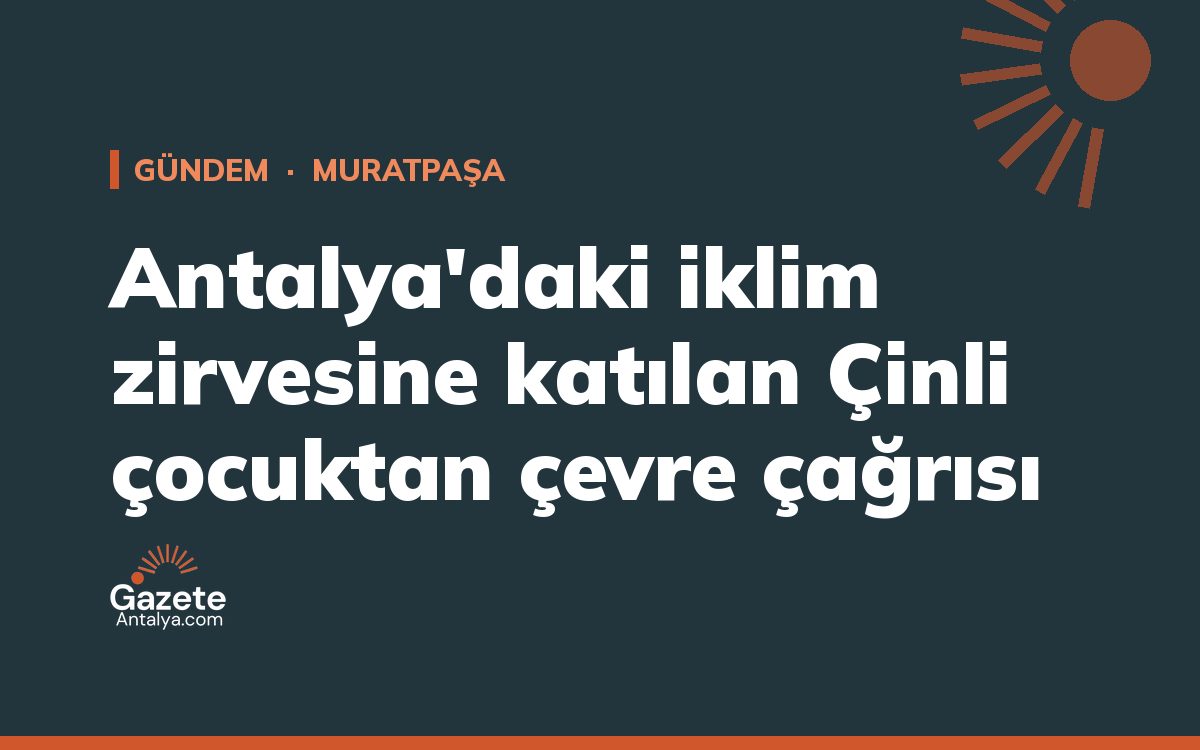 GÜNDEM · MURATPAŞA
Antalya'daki iklim
zirvesine katılan Çinli
çocuktan çevre çağrısı
Gazete
Antalya.com